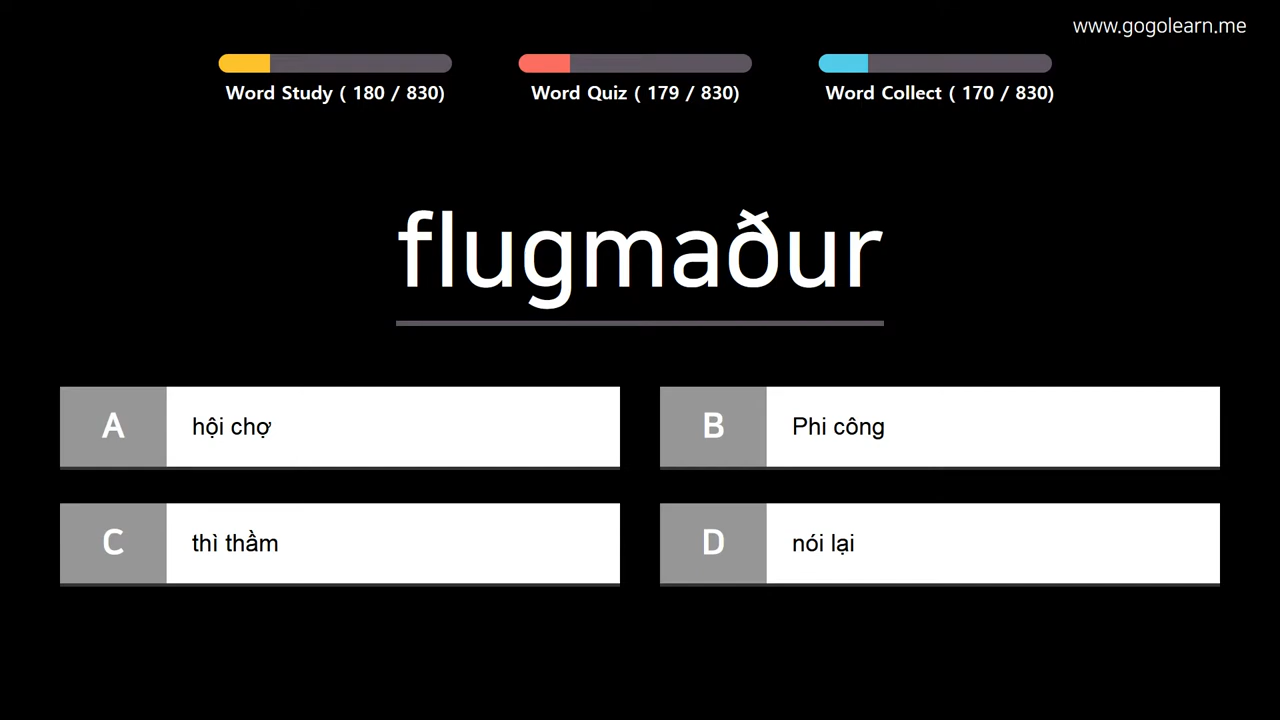 www.gogolearn.me
Word Study ( 180 / 830)
Word Quiz ( 179 / 830)
Word Collect ( 170 / 830)
flugmaður
A hội chợ
B Phi công
C thì thầm
D nói lại